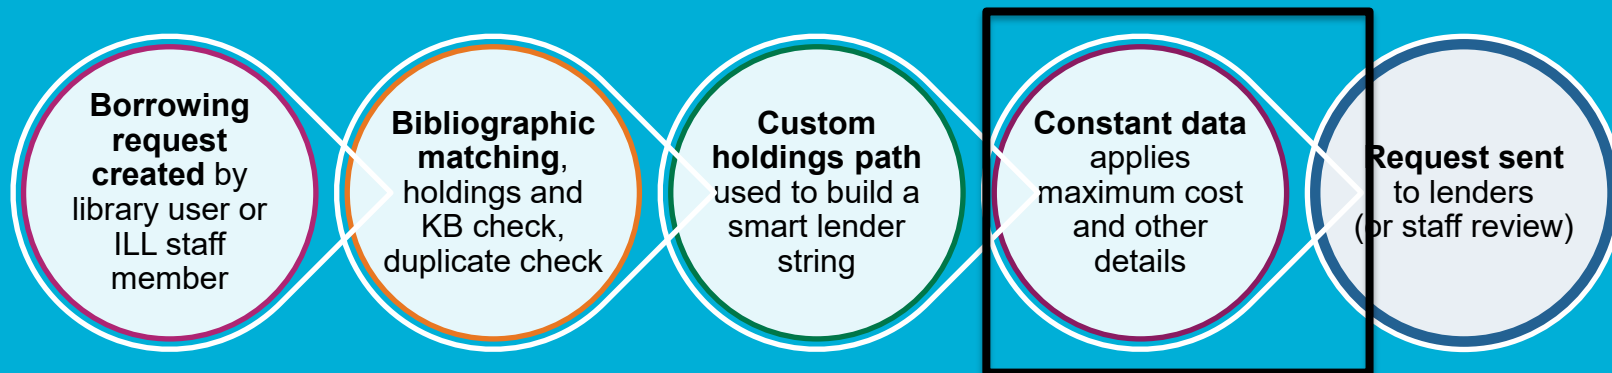 Borrowing
request
created by
library user or
ILL staff
member
Bibliographic
matching,
holdings and
KB check,
duplicate check
Custom
holdings path
used to build a
smart lender
string
Constant data
applies
maximum cost
and other
details
Request sent
to lenders
(or staff review)